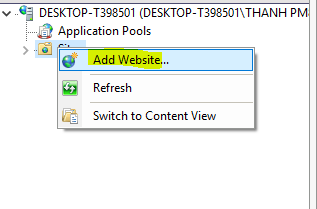 DESKTOP-T398501 (DESKTOP-T398501\THANH PM
Application Pools
Add Website...
Refresh
Switch to Content View